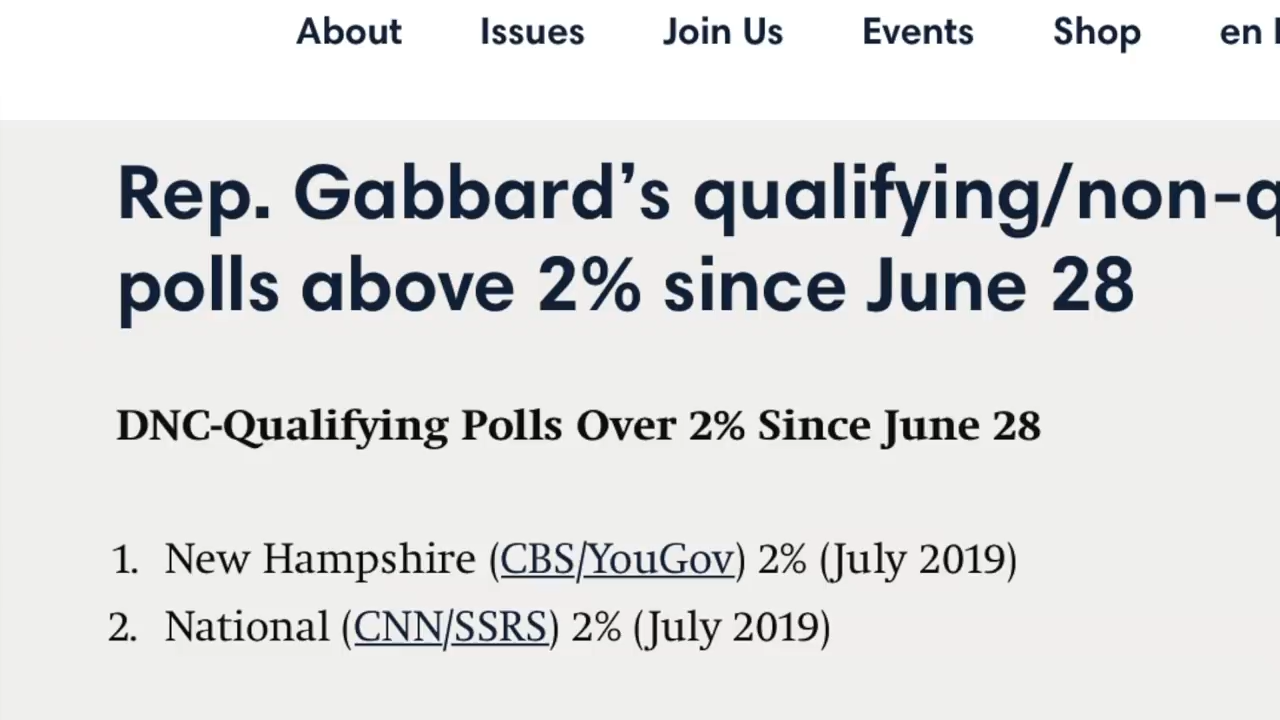 About Issues Join Us Events Shop en
Rep. Gabbard’s qualifying/non-q
polls above 2% since June 28
DNC-Qualifying Polls Over 2% Since June 28
1. New Hampshire (CBS/YouGov) 2% (July 2019)
2. National (CNN/SSRS) 2% (July 2019)